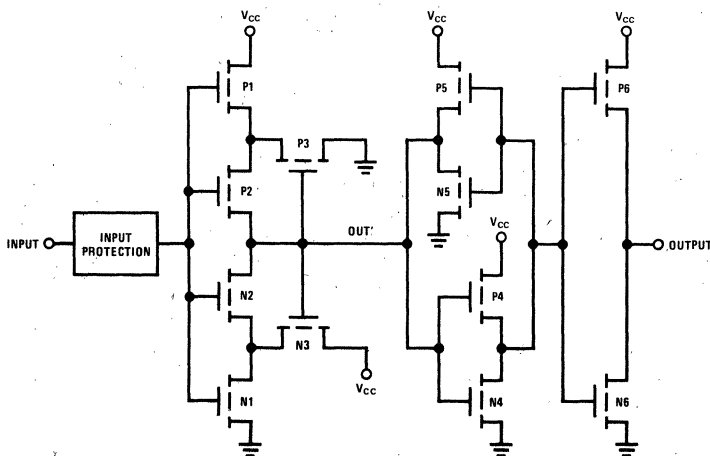 VCC
VCC
VCC
P1
P5
P6
P3
P2
N5
INPUT
INPUT PROTECTION
OUT'
VCC
OUTPUT
N2
P4
N3
VCC
N1
N4
N6